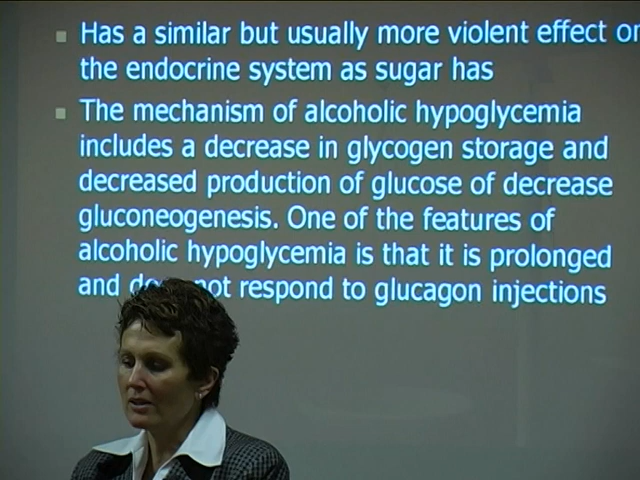 Has a similar but usually more violent effect
the endocrine system as sugar has
The mechanism of alcoholic hypoglycemia
includes a decrease in glycogen storage and
decreased production of glucose of decrease
gluconeogenesis. One of the features of
alcoholic hypoglycemia is that it is prolonged
and not respond to glucagon injections